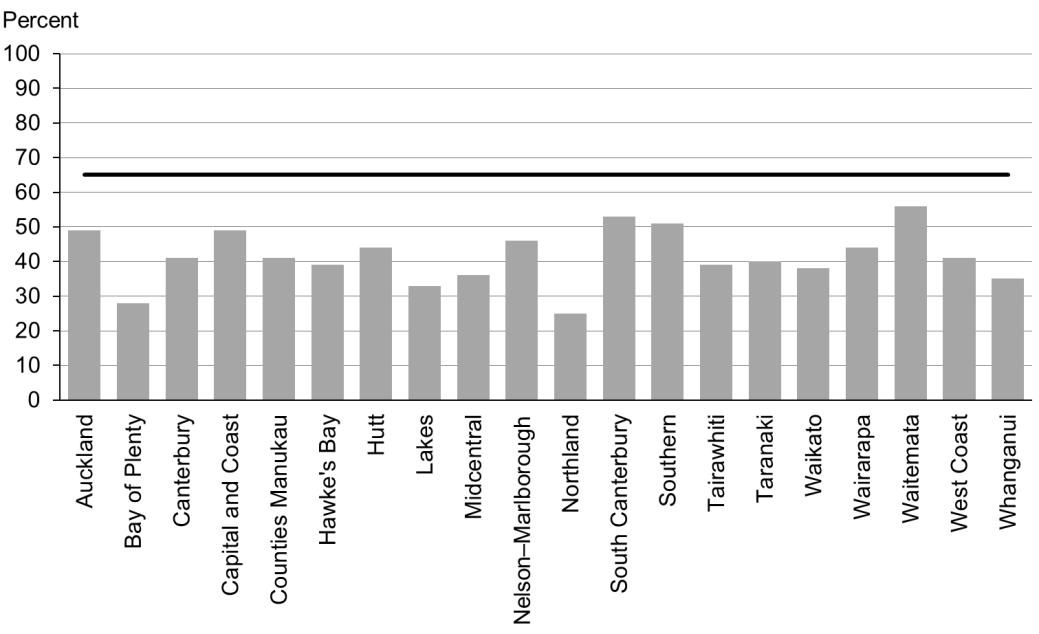 Percent
100
90
80
70
60
50
40
30
20
10
0
Auckland
Bay of Plenty
Canterbury
Capital and Coast
Counties Manukau
Hawke's Bay
Hutt
Lakes
Midcentral
Nelson–Marlborough
Northland
South Canterbury
Southern
Tairawhiti
Taranaki
Waikato
Wairarapa
Waitemata
West Coast
Whanganui